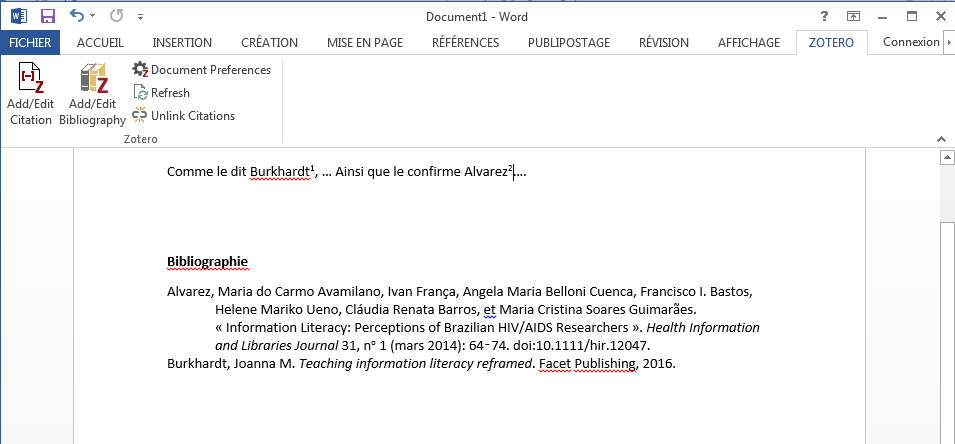 Document1 - Word
?
FICHIER ACCUEIL INSERTION CRÉATION MISE EN PAGE RÉFÉRENCES PUBLIPOSTAGE RÉVISION AFFICHAGE ZOTERO Connexion
Add/Edit Citation
Add/Edit Bibliography
Document Preferences
Refresh
Unlink Citations
Zotero
Comme le dit Burkhardt¹, ... Ainsi que le confirme Alvarez²....
Bibliographie
Alvarez, Maria do Carmo Avamilano, Ivan França, Angela Maria Belloni Cuenca, Francisco I. Bastos,
Helene Mariko Ueno, Cláudia Renata Barros, et Maria Cristina Soares Guimarães.
« Information Literacy: Perceptions of Brazilian HIV/AIDS Researchers ». Health Information
and Libraries Journal 31, nᵒ 1 (mars 2014): 64‑74. doi:10.1111/hir.12047.
Burkhardt, Joanna M. Teaching information literacy reframed. Facet Publishing, 2016.